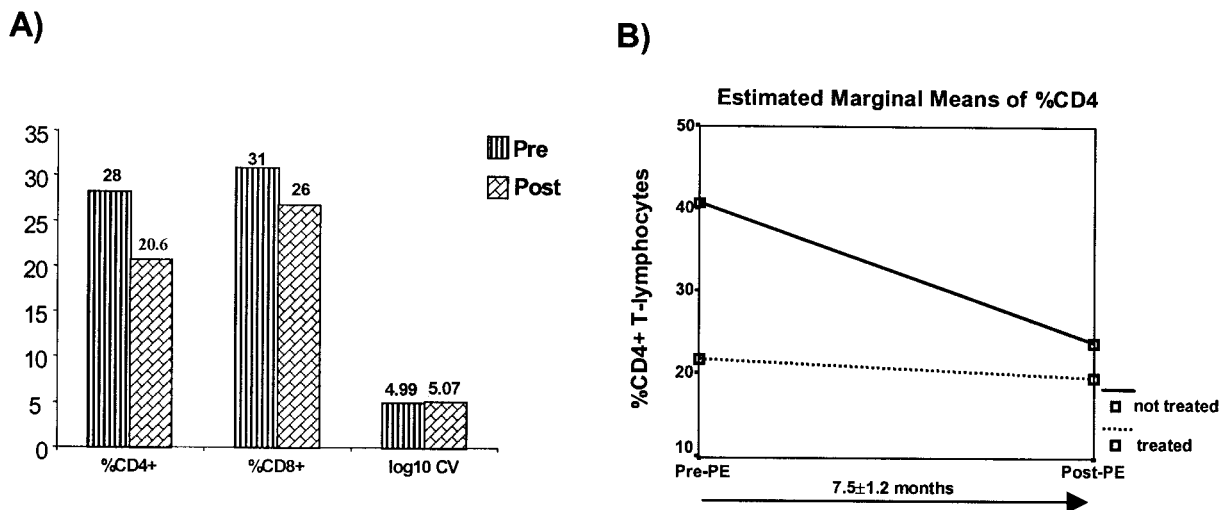 A)
35
30
25
20
15
10
5
0
28
20.6
31
26
4.99
5.07
%CD4+
%CD8+
log10 CV
Pre
Post
B)
Estimated Marginal Means of %CD4
%CD4+ T-lymphocytes
50
40
30
20
10
Pre-PE
Post-PE
7.5±1.2 months
not treated
treated